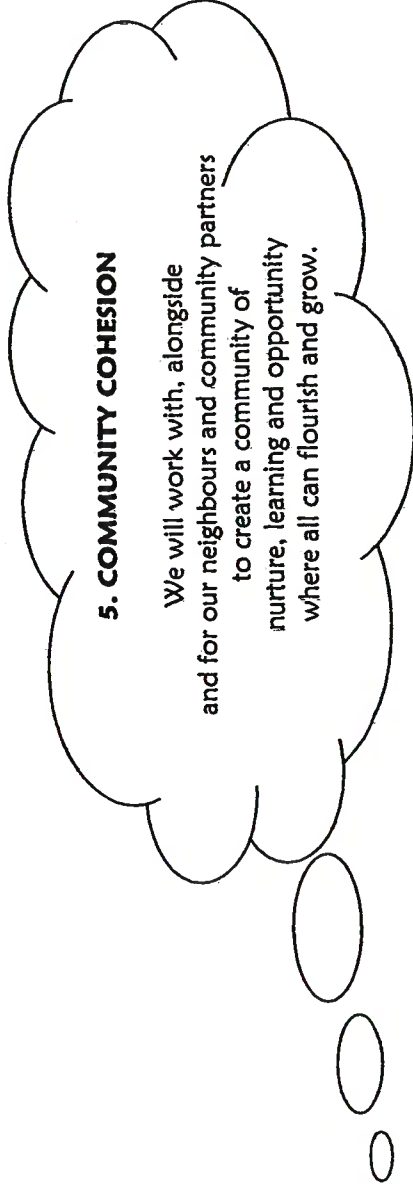 5. COMMUNITY COHESION
We will work with, alongside
and for our neighbours and community partners
to create a community of
nurture, learning and opportunity
where all can flourish and grow.